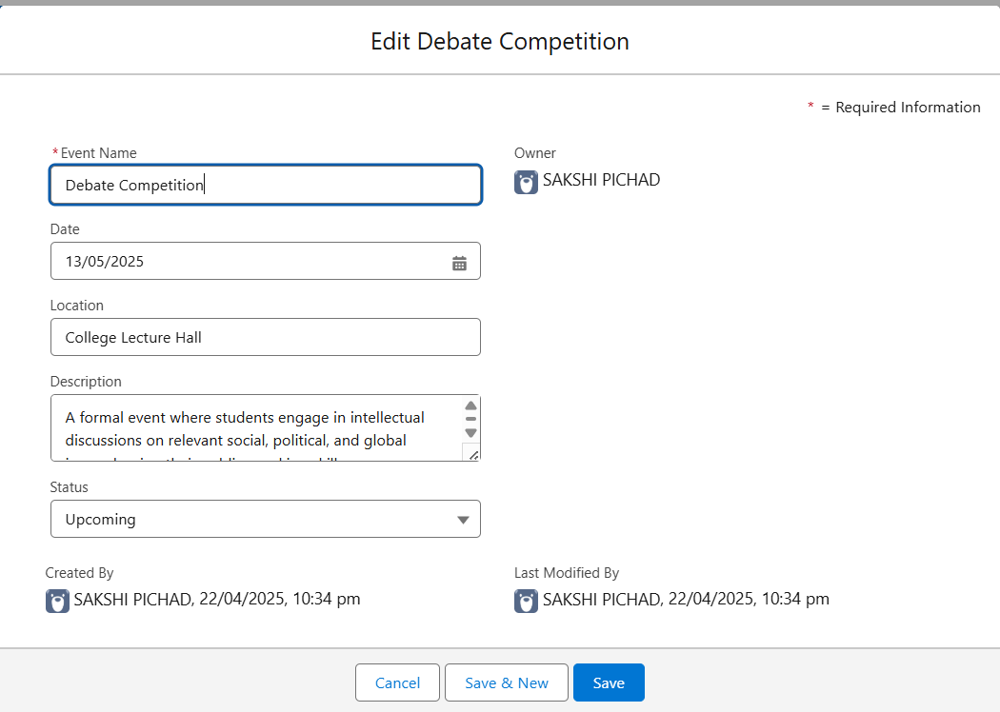 Edit Debate Competition
* = Required Information
*Event Name
Debate Competition
Owner
SAKSHI PICHAD
Date
13/05/2025
Location
College Lecture Hall
Description
A formal event where students engage in intellectual
discussions on relevant social, political, and global
Status
Upcoming
Created By
SAKSHI PICHAD, 22/04/2025, 10:34 pm
Last Modified By
SAKSHI PICHAD, 22/04/2025, 10:34 pm
Cancel
Save & New
Save